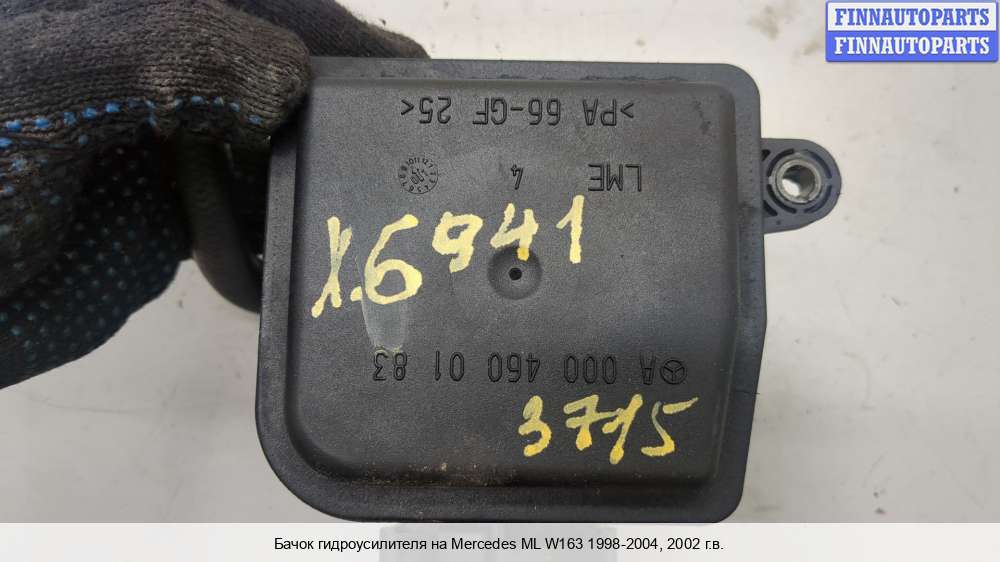 FINNAUTOPARTS
FINNAUTOPARTS
>PA 66-GF 25<
LME 4
X.6941
A 000 460 01 83
3715
Бачок гидроусилителя на Mercedes ML W163 1998-2004, 2002 г.в.